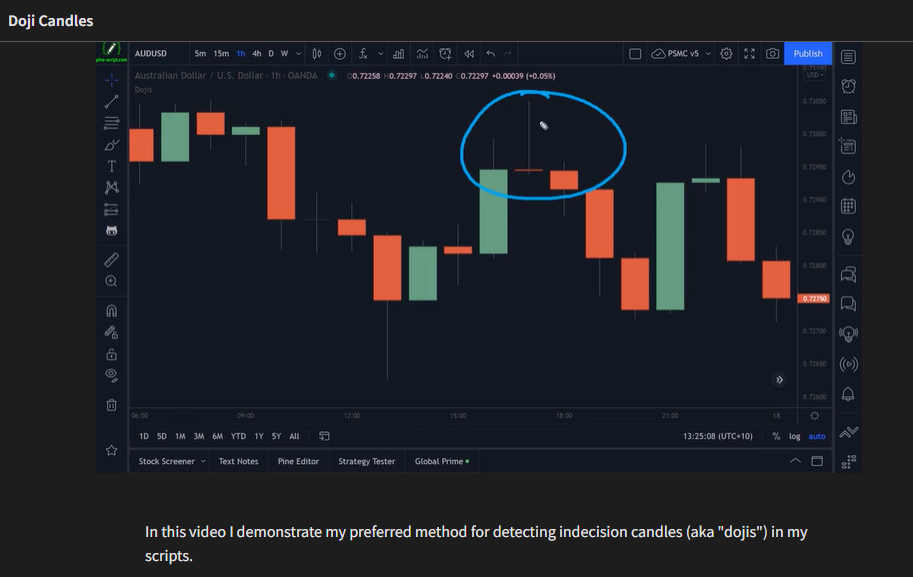 Doji Candles
pine-script.com
AUDUSD 5m 15m 1h 4h D W PSMC v5 Publish
Australian Dollar / U.S. Dollar · 1h · OANDA O0.72258 H0.72297 L0.72240 C0.72297 +0.00039 (+0.05%)
USD
Dojis
0.73050
0.73000
0.72950
0.72900
0.72850
0.72800
0.72750
0.72700
0.72650
0.72600
06:00 09:00 12:00 15:00 18:00 21:00 18
1D 5D 1M 3M 6M YTD 1Y 5Y All 13:25:08 (UTC+10) % log auto
Stock Screener Text Notes Pine Editor Strategy Tester Global Prime
In this video I demonstrate my preferred method for detecting indecision candles (aka "dojis") in my
scripts.